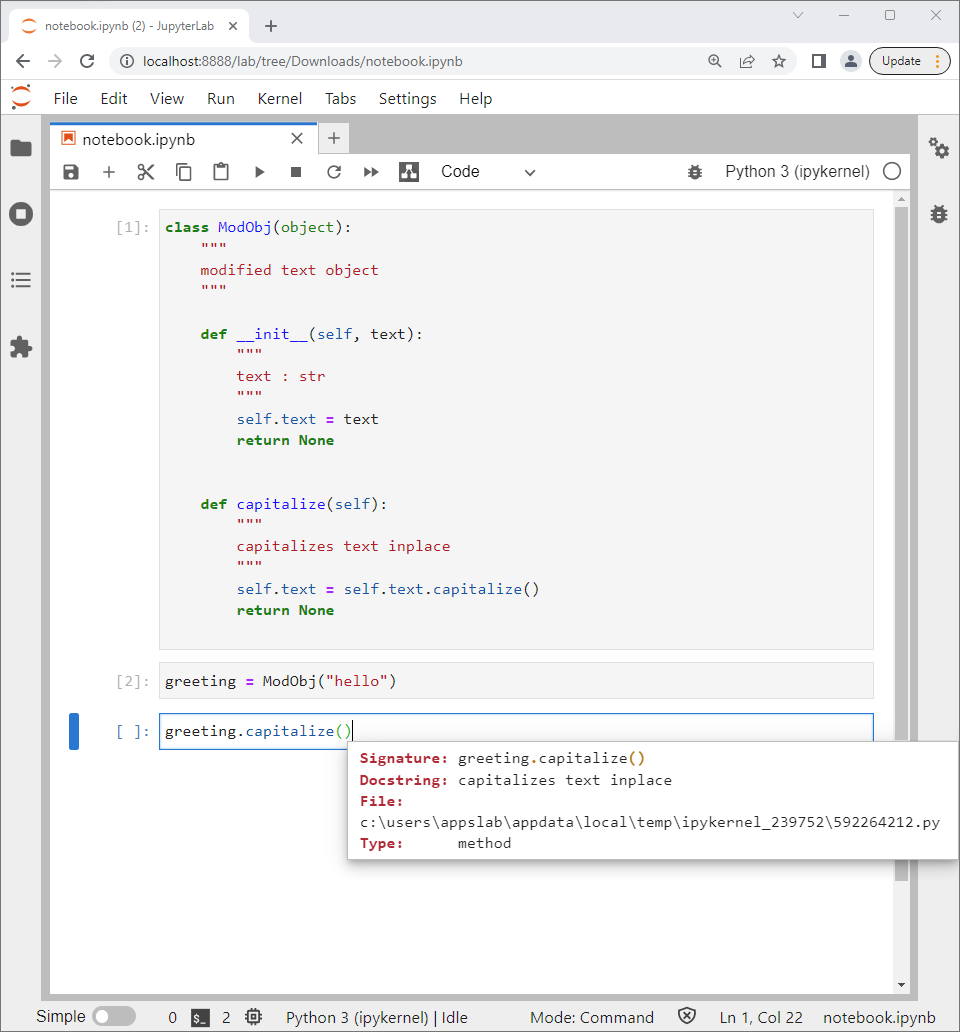 notebook.ipynb (2) - JupyterLab
localhost:8888/lab/tree/Downloads/notebook.ipynb
Update
File Edit View Run Kernel Tabs Settings Help
notebook.ipynb
Code
Python 3 (ipykernel)
[1]: class ModObj(object):
"""
modified text object
"""
def __init__(self, text):
"""
text : str
"""
self.text = text
return None
def capitalize(self):
"""
capitalizes text inplace
"""
self.text = self.text.capitalize()
return None
[2]: greeting = ModObj("hello")
[ ]: greeting.capitalize()
Signature: greeting.capitalize()
Docstring: capitalizes text inplace
File:
c:\users\appslab\appdata\local\temp\ipykernel_239752\592264212.py
Type: method
Simple 0 $_ 2 Python 3 (ipykernel) | Idle Mode: Command Ln 1, Col 22 notebook.ipynb